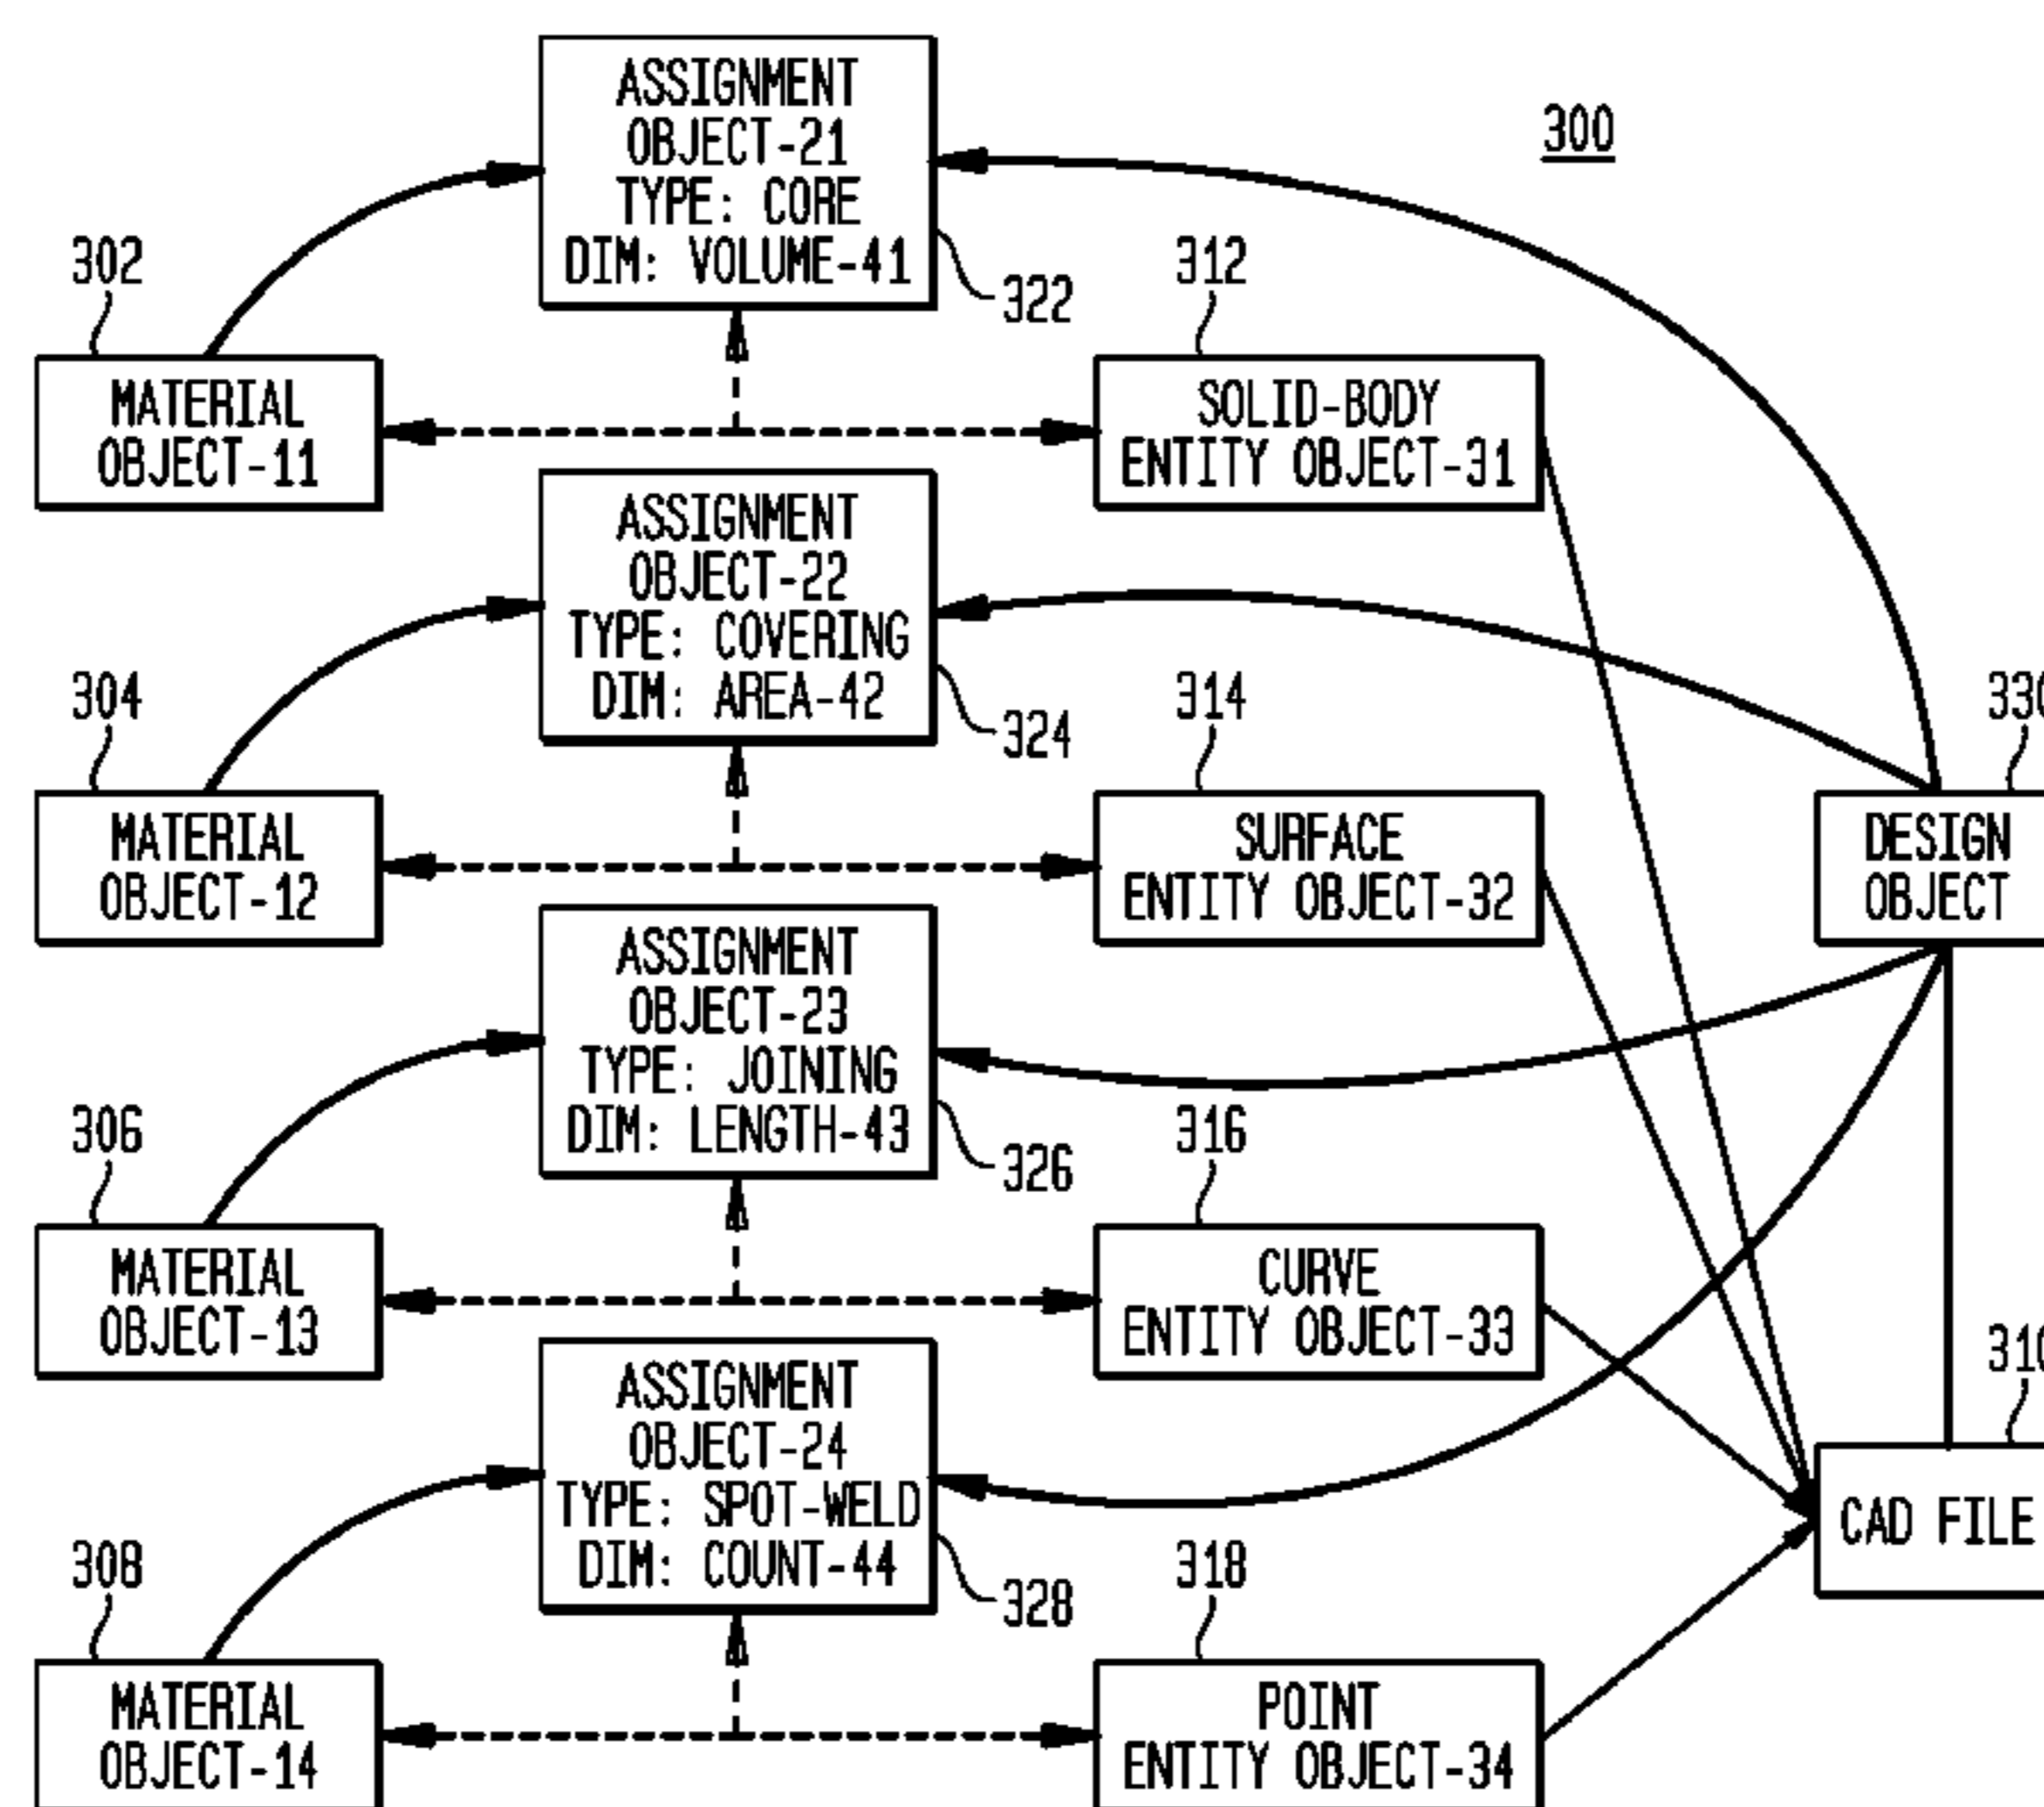 ASSIGNMENT
OBJECT-21
TYPE: CORE
DIM: VOLUME-41
300
302
322
312
MATERIAL
OBJECT-11
SOLID-BODY
ENTITY OBJECT-31
ASSIGNMENT
OBJECT-22
TYPE: COVERING
DIM: AREA-42
304
324
314
330
MATERIAL
OBJECT-12
SURFACE
ENTITY OBJECT-32
DESIGN
OBJECT
ASSIGNMENT
OBJECT-23
TYPE: JOINING
DIM: LENGTH-43
306
326
316
MATERIAL
OBJECT-13
CURVE
ENTITY OBJECT-33
310
ASSIGNMENT
OBJECT-24
TYPE: SPOT-WELD
DIM: COUNT-44
CAD FILE
308
328
318
MATERIAL
OBJECT-14
POINT
ENTITY OBJECT-34